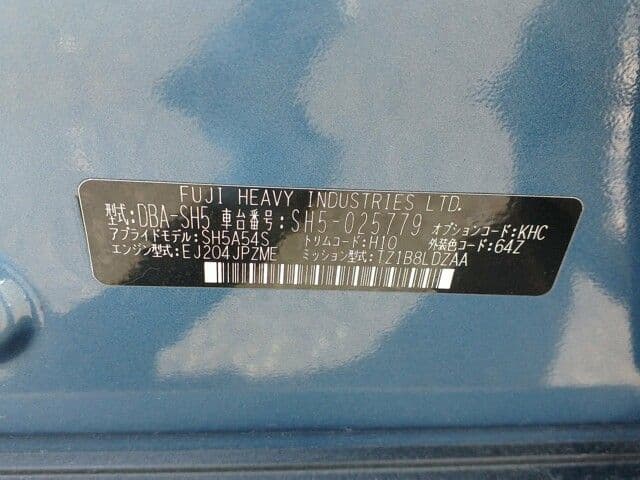 FUJI HEAVY INDUSTRIES LTD.
型式:DBA-SH5 車台番号:SH5-025779 オプションコード:KHC
アプライドモデル:SH5A54S トリムコード:H10 外装色コード:64Z
エンジン型式:EJ204JPZME ミッション型式:TZ1B8LDZAA